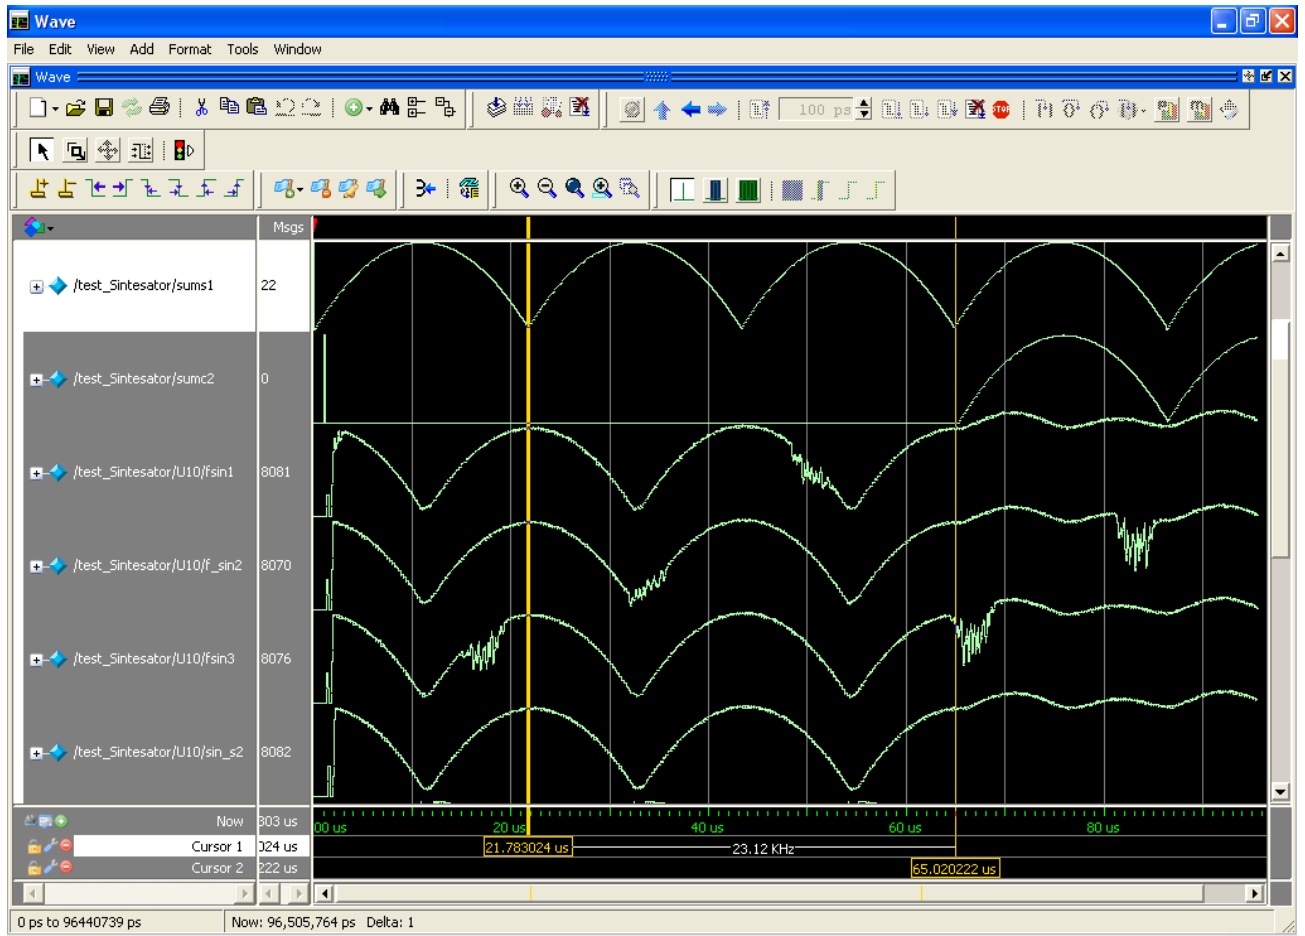 Wave
File Edit View Add Format Tools Window
Wave
100 ps
STOP
Msgs
/test_Sintesator/sums1 22
/test_Sintesator/sumc2 0
/test_Sintesator/U10/fsin1 8081
/test_Sintesator/U10/f_sin2 8070
/test_Sintesator/U10/fsin3 8076
/test_Sintesator/U10/sin_s2 8082
Now 303 us 00 us 20 us 40 us 60 us 80 us
Cursor 1 024 us 21.783024 us 23.12 KHz
Cursor 2 222 us 65.020222 us
0 ps to 96440739 ps Now: 96,505,764 ps Delta: 1